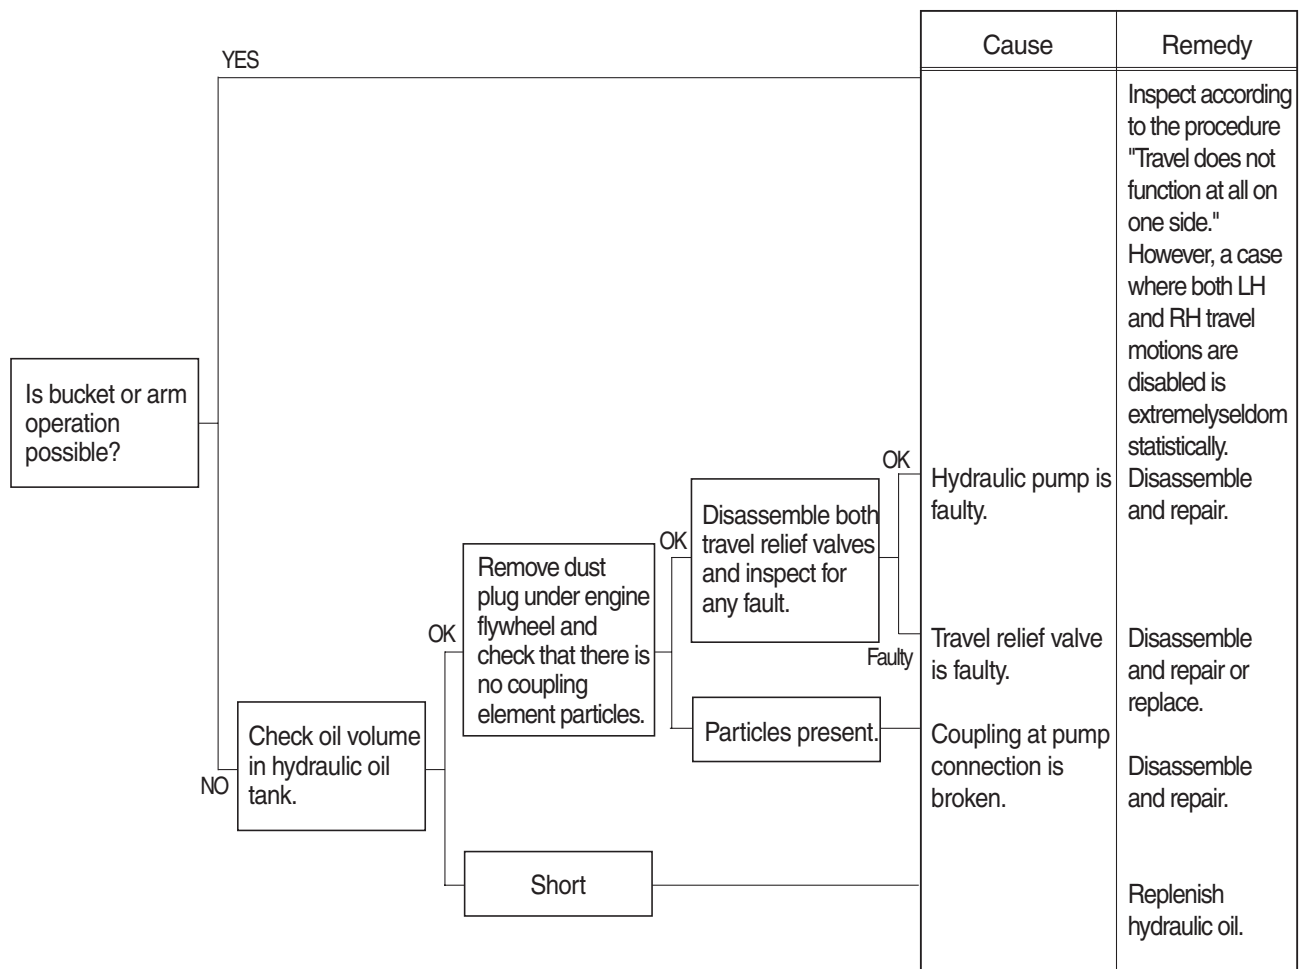 Cause
Remedy
YES
Inspect according
to the procedure
"Travel does not
function at all on
one side."
However, a case
where both LH
and RH travel
motions are
disabled is
extremelyseldom
statistically.
Is bucket or arm
operation
possible?
NO
Check oil volume
in hydraulic oil
tank.
OK
Remove dust
plug under engine
flywheel and
check that there is
no coupling
element particles.
OK
Disassemble both
travel relief valves
and inspect for
any fault.
OK
Hydraulic pump is
faulty.
Disassemble
and repair.
Faulty
Travel relief valve
is faulty.
Disassemble
and repair or
replace.
Particles present.
Coupling at pump
connection is
broken.
Disassemble
and repair.
Short
Replenish
hydraulic oil.